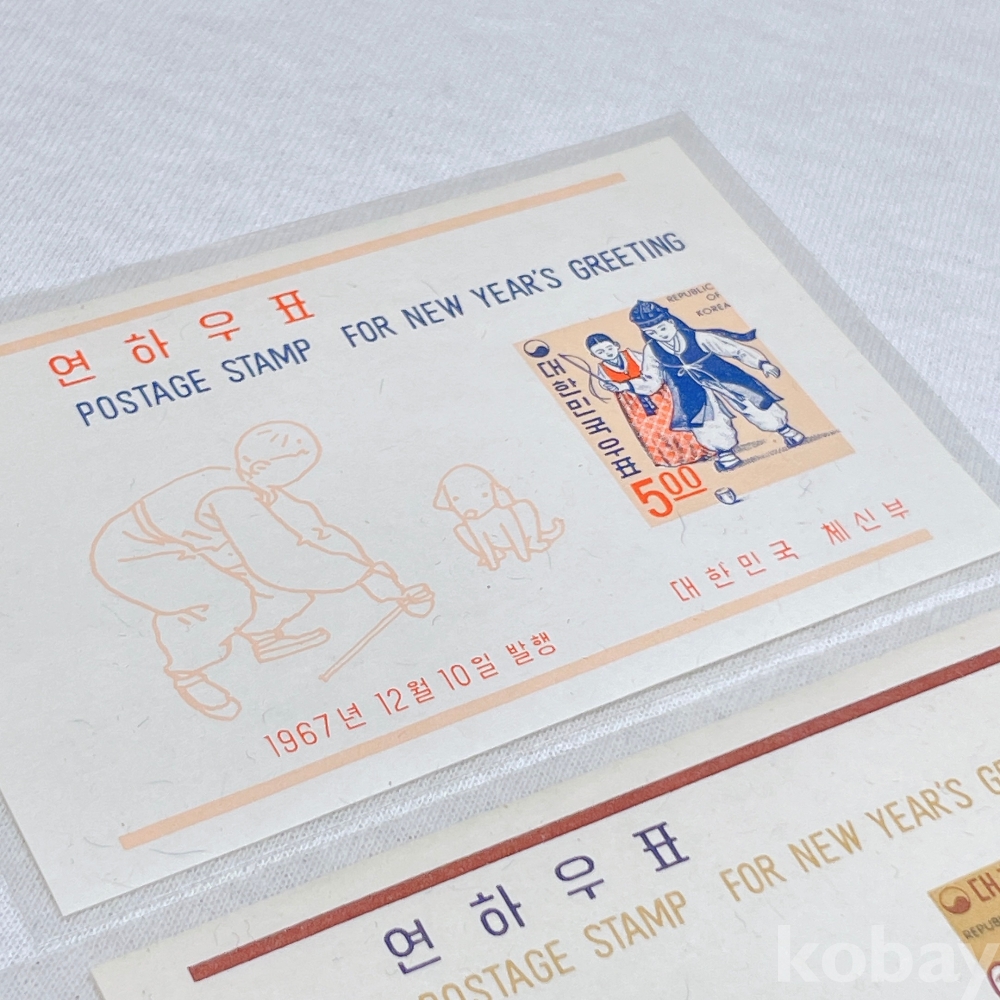 연하우표
POSTAGE STAMP FOR NEW YEAR'S GREETING
REPUBLIC
OF
KOREA
대한민국우표
500
대한민국 체신부
1967년 12월 10일 발행
연하우표
POSTAGE STAMP FOR NEW YEAR'S
kobay